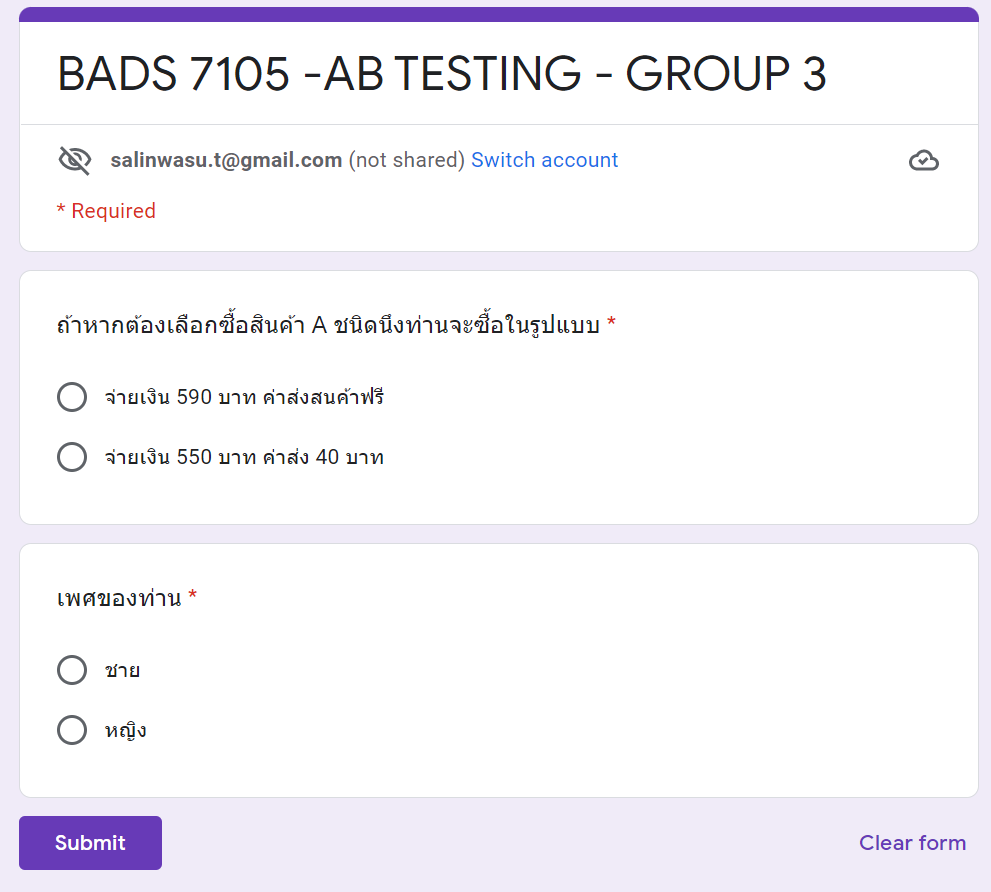 BADS 7105 -AB TESTING - GROUP 3
salinwasu.t@gmail.com (not shared) Switch account
* Required
ถ้าหากต้องเลือกซื้อสินค้า A ชนิดนึงท่านจะซื้อในรูปแบบ *
จ่ายเงิน 590 บาท ค่าส่งสนค้าฟรี
จ่ายเงิน 550 บาท ค่าส่ง 40 บาท
เพศของท่าน *
ชาย
หญิง
Submit
Clear form